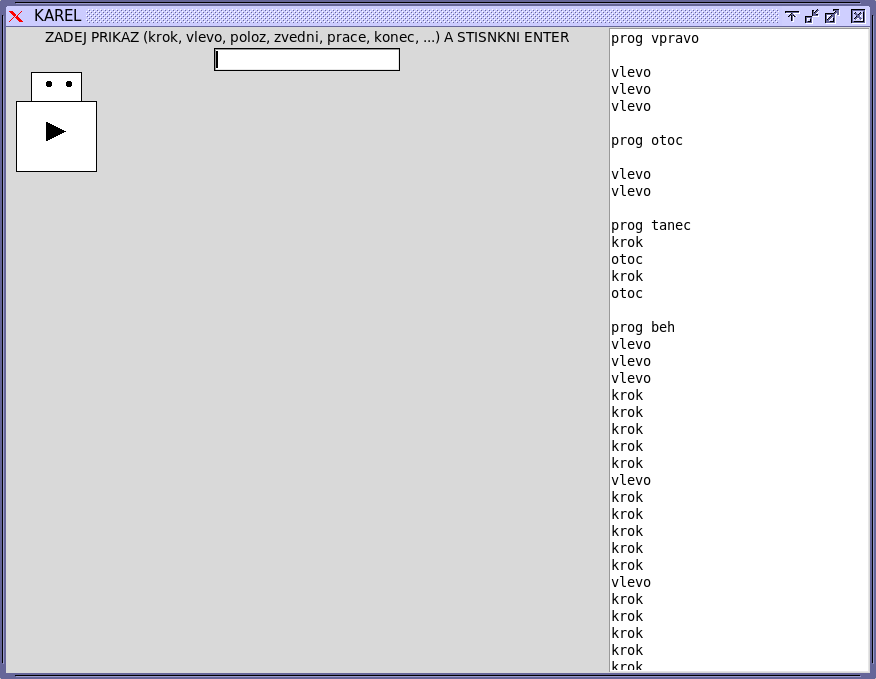 KAREL
ZADEJ PRIKAZ (krok, vlevo, poloz, zvedni, prace, konec, ...) A STISNKNI ENTER
prog vpravo
vlevo
vlevo
vlevo
prog otoc
vlevo
vlevo
prog tanec
krok
otoc
krok
otoc
prog beh
vlevo
vlevo
vlevo
krok
krok
krok
krok
krok
vlevo
krok
krok
krok
krok
krok
vlevo
krok
krok
krok
krok
krok